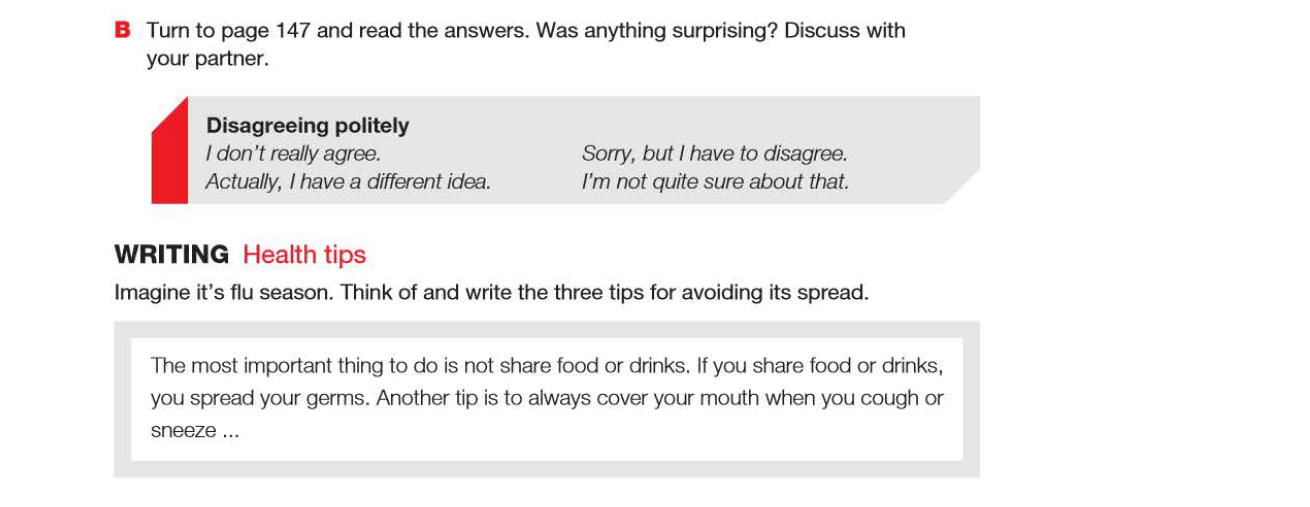 B Turn to page 147 and read the answers. Was anything surprising? Discuss with
your partner.
Disagreeing politely
I don't really agree.
Actually, I have a different idea.
Sorry, but I have to disagree.
I'm not quite sure about that.
WRITING Health tips
Imagine it's flu season. Think of and write the three tips for avoiding its spread.
The most important thing to do is not share food or drinks. If you share food or drinks,
you spread your germs. Another tip is to always cover your mouth when you cough or
sneeze ...